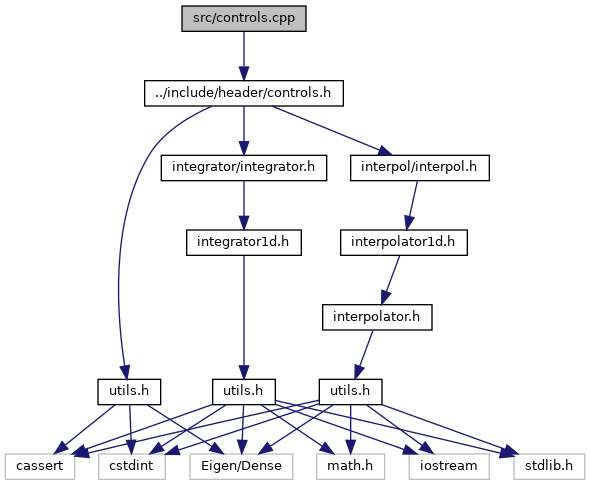 src/controls.cpp
../include/header/controls.h
integrator/integrator.h
interpol/interpol.h
integrator1d.h
interpolator1d.h
interpolator.h
utils.h
utils.h
utils.h
cassert
cstdint
Eigen/Dense
math.h
iostream
stdlib.h